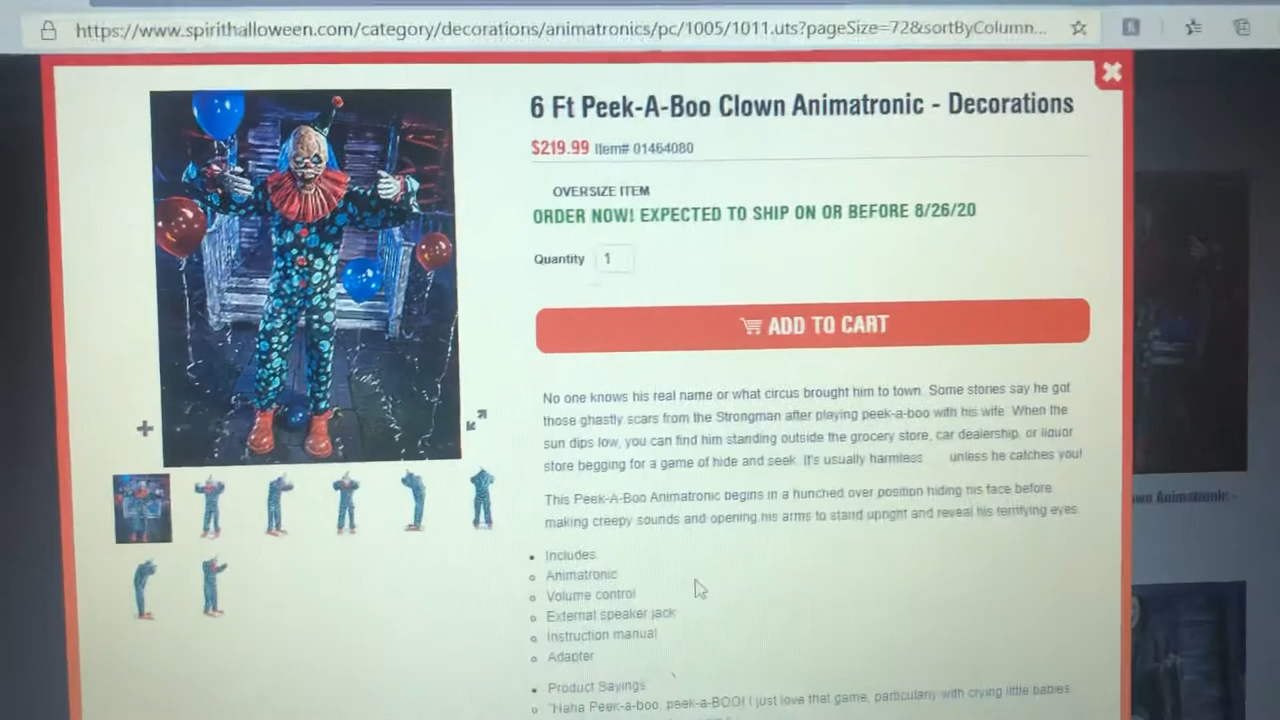 https://www.spirithalloween.com/category/decorations/animatronics/pc/1005/1011.uts?pageSize=72&sortByColumn...
6 Ft Peek-A-Boo Clown Animatronic - Decorations
$219.99 Item# 01464080
OVERSIZE ITEM
ORDER NOW! EXPECTED TO SHIP ON OR BEFORE 8/26/20
Quantity 1
ADD TO CART
No one knows his real name or what circus brought him to town. Some stories say he got
those ghastly scars from the Strongman after playing peek-a-boo with his wife. When the
sun dips low, you can find him standing outside the grocery store, car dealership, or liquor
store begging for a game of hide and seek. It's usually harmless unless he catches you!
This Peek-A-Boo Animatronic begins in a hunched over position hiding his face before
making creepy sounds and opening his arms to stand upright and reveal his terrifying eyes.
Includes:
Animatronic
Volume control
External speaker jack
Instruction manual
Adapter
Product Sayings:
"Haha Peek-a-boo, peek-a-BOO! I just love that game, particularly with crying little babies.
Animatronic -